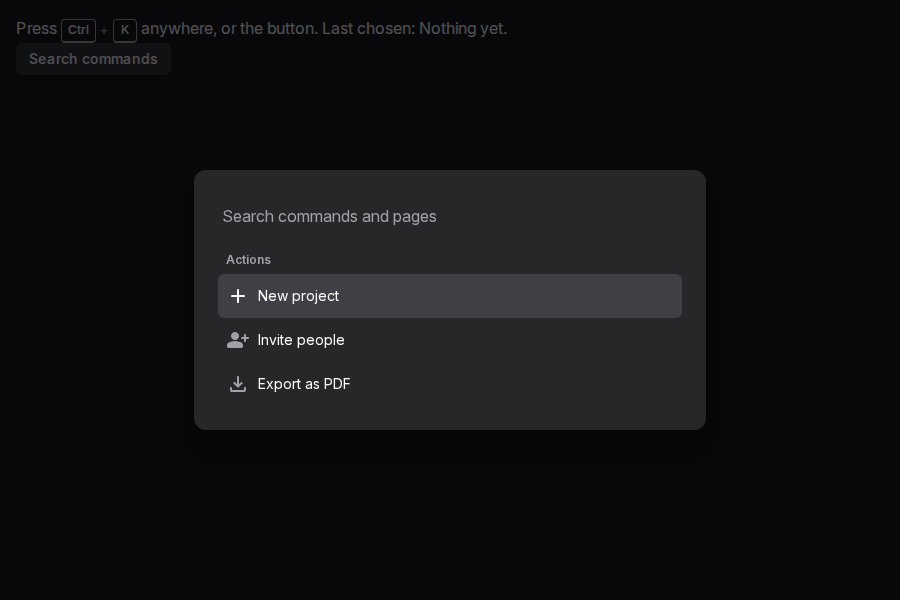 Press Ctrl + K anywhere, or the button. Last chosen: Nothing yet.
Search commands
Search commands and pages
Actions
New project
Invite people
Export as PDF